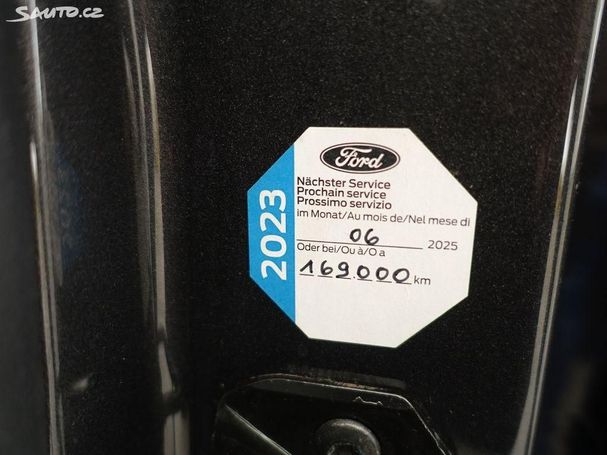 SAUTO.CZ
Ford
2023
Nächster Service
Prochain service
Prossimo servizio
im Monat/Au mois de/Nel mese di
06 2025
Oder bei/Ou à/O a
169.000 km